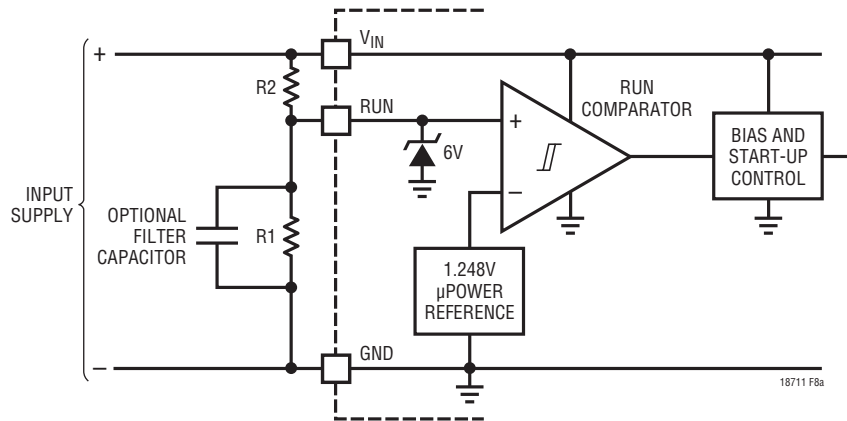 +
V_IN
R2
RUN
6V
+
−
RUN
COMPARATOR
BIAS AND
START-UP
CONTROL
INPUT
SUPPLY
OPTIONAL
FILTER
CAPACITOR
R1
1.248V
µPOWER
REFERENCE
−
GND
18711 F8a